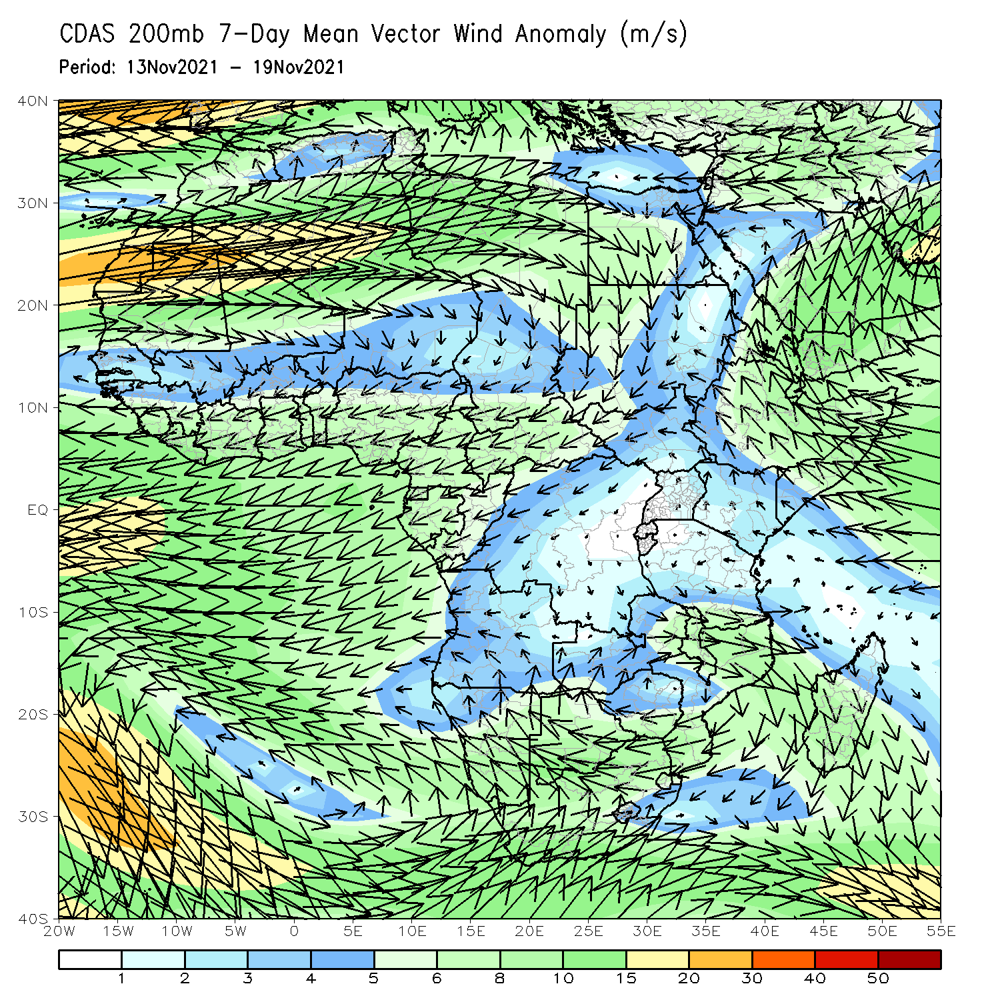 CDAS 200mb 7-Day Mean Vector Wind Anomaly (m/s)
Period: 13Nov2021 - 19Nov2021
40N
30N
20N
10N
EQ
10S
20S
30S
40S
20W 15W 10W 5W 0 5E 10E 15E 20E 25E 30E 35E 40E 45E 50E 55E
1 2 3 4 5 6 8 10 15 20 30 40 50